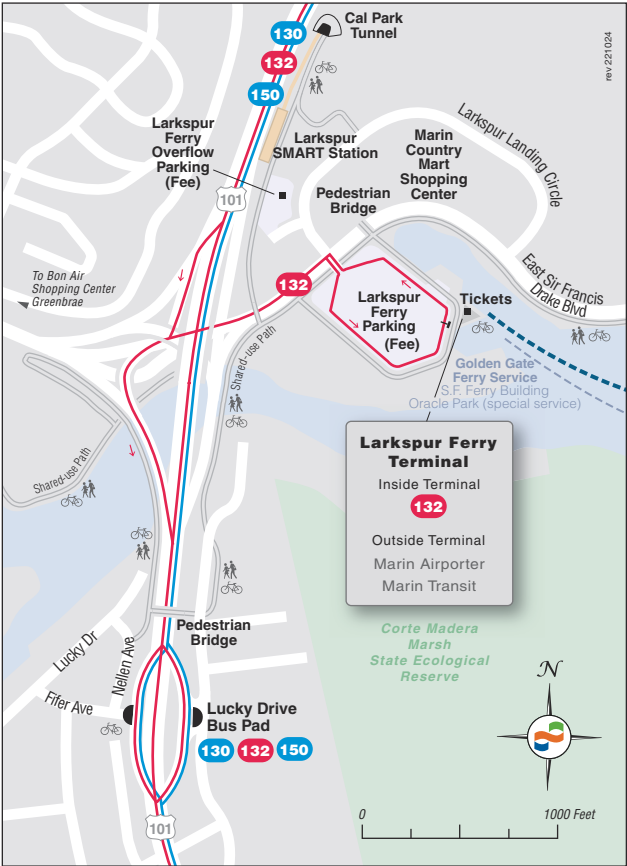 rev 221024
Cal Park
Tunnel
130
132
150
Larkspur
Ferry
Overflow
Parking
(Fee)
Larkspur
SMART Station
Marin
Country
Mart
Shopping
Center
Larkspur Landing Circle
Pedestrian
Bridge
101
To Bon Air
Shopping Center
Greenbrae
132
Larkspur
Ferry
Parking
(Fee)
Tickets
East Sir Francis
Drake Blvd
Shared-use Path
Golden Gate
Ferry Service
S.F. Ferry Building
Oracle Park (special service)
Larkspur Ferry
Terminal
Inside Terminal
132
Outside Terminal
Marin Airporter
Marin Transit
Shared-use Path
Pedestrian
Bridge
Lucky Dr
Nellen Ave
Fifer Ave
Corte Madera
Marsh
State Ecological
Reserve
Lucky Drive
Bus Pad
130 132 150
N
101
0 1000 Feet